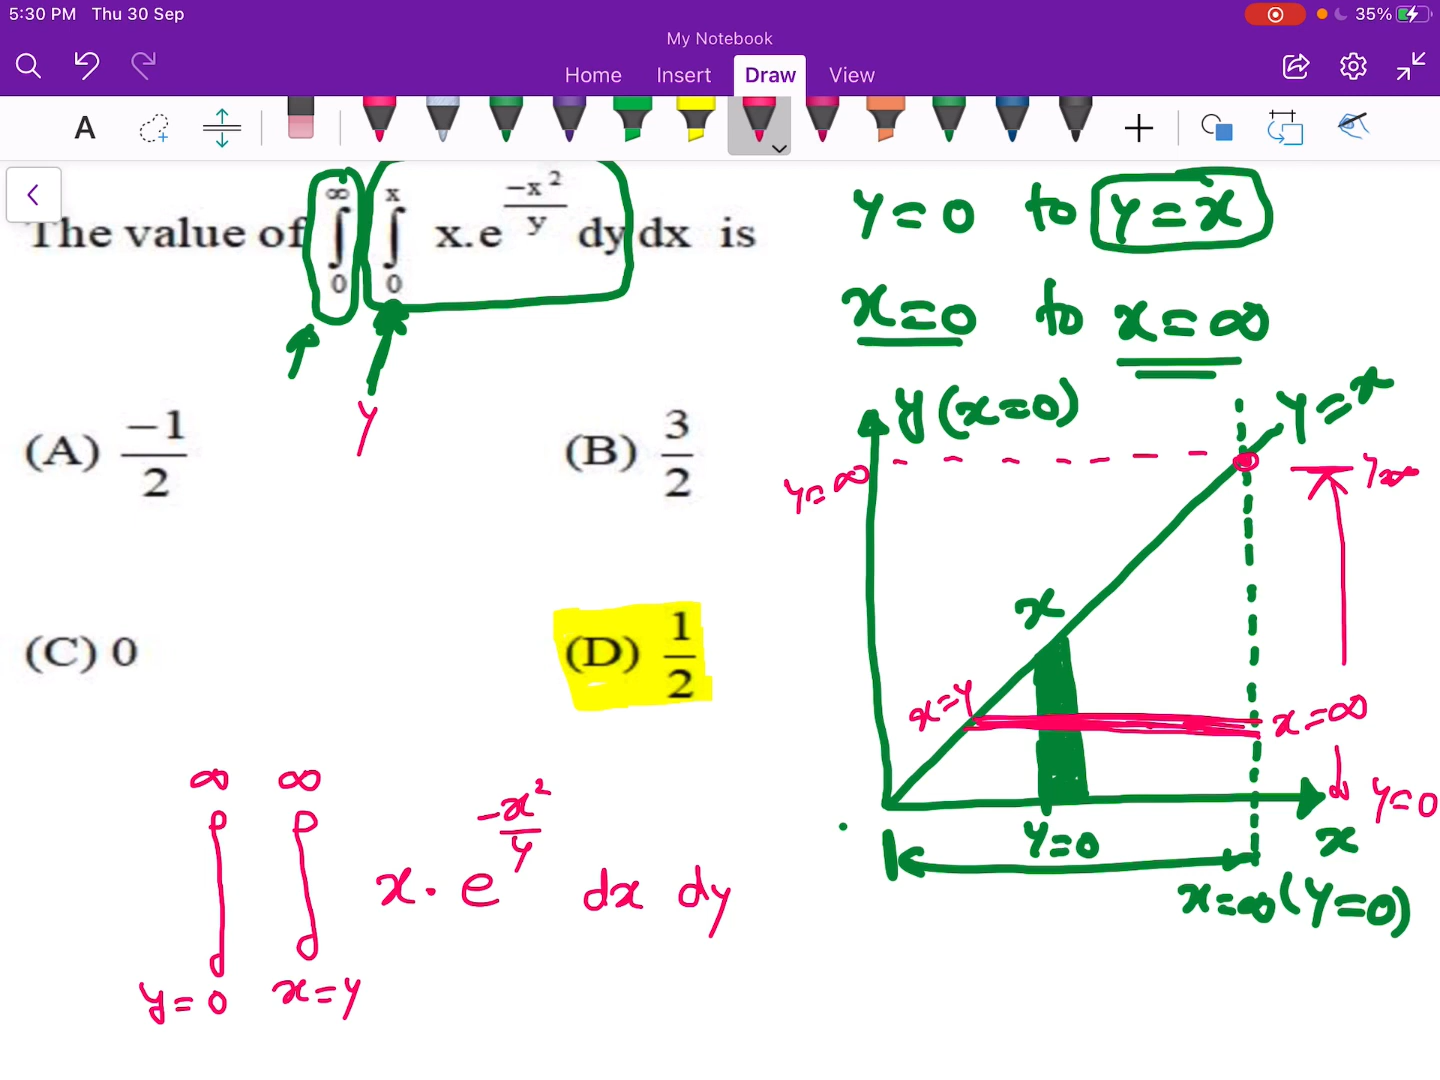 5:30 PM Thu 30 Sep
35%
My Notebook
Home Insert Draw View
A
The value of ∫₀^∞ ∫₀^x x.e^(-x²/y) dy dx is
y
(A) -1/2
(B) 3/2
(C) 0
(D) 1/2
∞ ∞
∫ ∫ x · e^(-x²/y) dx dy
y=0 x=y
y=0 to y=x
x=0 to x=∞
y (x=0)
y=x
y=∞
x
x=y
x=∞
y=0
y=0
x
x=∞(y=0)